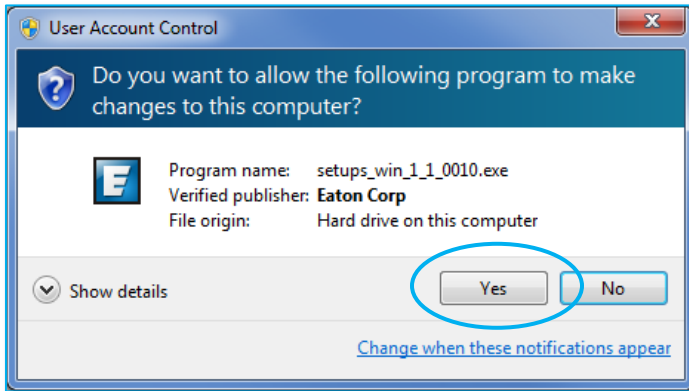 User Account Control
Do you want to allow the following program to make
changes to this computer?
Program name: setups_win_1_1_0010.exe
Verified publisher: Eaton Corp
File origin: Hard drive on this computer
Show details
Yes
No
Change when these notifications appear